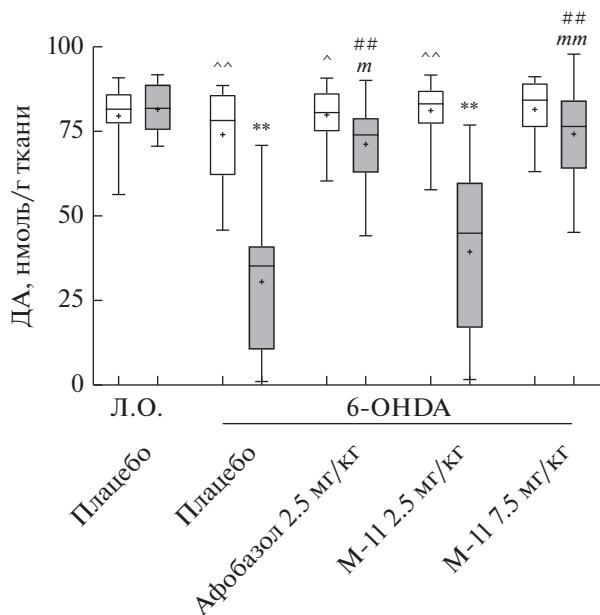 ДА, нмоль/г ткани
100
75
50
25
0
^^
**
^
##
m
^^
**
##
mm
Л.О.
6-OHDA
Плацебо
Плацебо
Афобазол 2.5 мг/кг
М-11 2.5 мг/кг
М-11 7.5 мг/кг